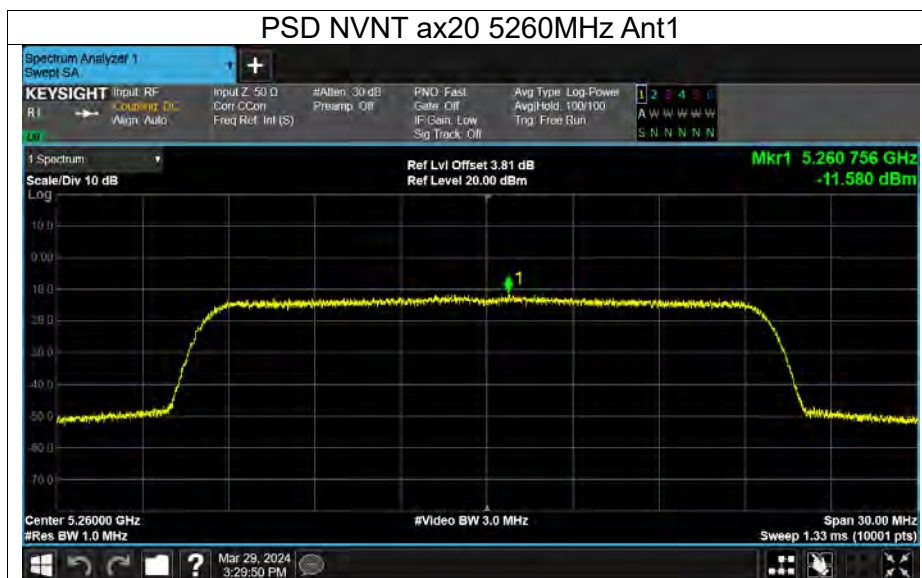 PSD NVNT ax20 5260MHz Ant1
Spectrum Analyzer 1
Swept SA
KEYSIGHT Input: RF
R L
Coupling: DC
Align: Auto
Input Z: 50 Ω
Corr CCorr
Freq Ref: Int (S)
#Atten: 30 dB
Preamp: Off
PNO: Fast
Gate: Off
IF Gain: Low
Sig Track: Off
Avg Type: Log-Power
Avg|Hold: 100/100
Trig: Free Run
1 2 3 4 5 6
A W W W W W
S N N N N N
1 Spectrum
Scale/Div 10 dB
Log
Ref Lvl Offset 3.81 dB
Ref Level 20.00 dBm
Mkr1 5.260 756 GHz
-11.580 dBm
10.0
0.00
-10.0
-20.0
-30.0
-40.0
-50.0
-60.0
-70.0
1
Center 5.26000 GHz
#Res BW 1.0 MHz
#Video BW 3.0 MHz
Span 30.00 MHz
Sweep 1.33 ms (10001 pts)
?
Mar 29, 2024
3:29:50 PM